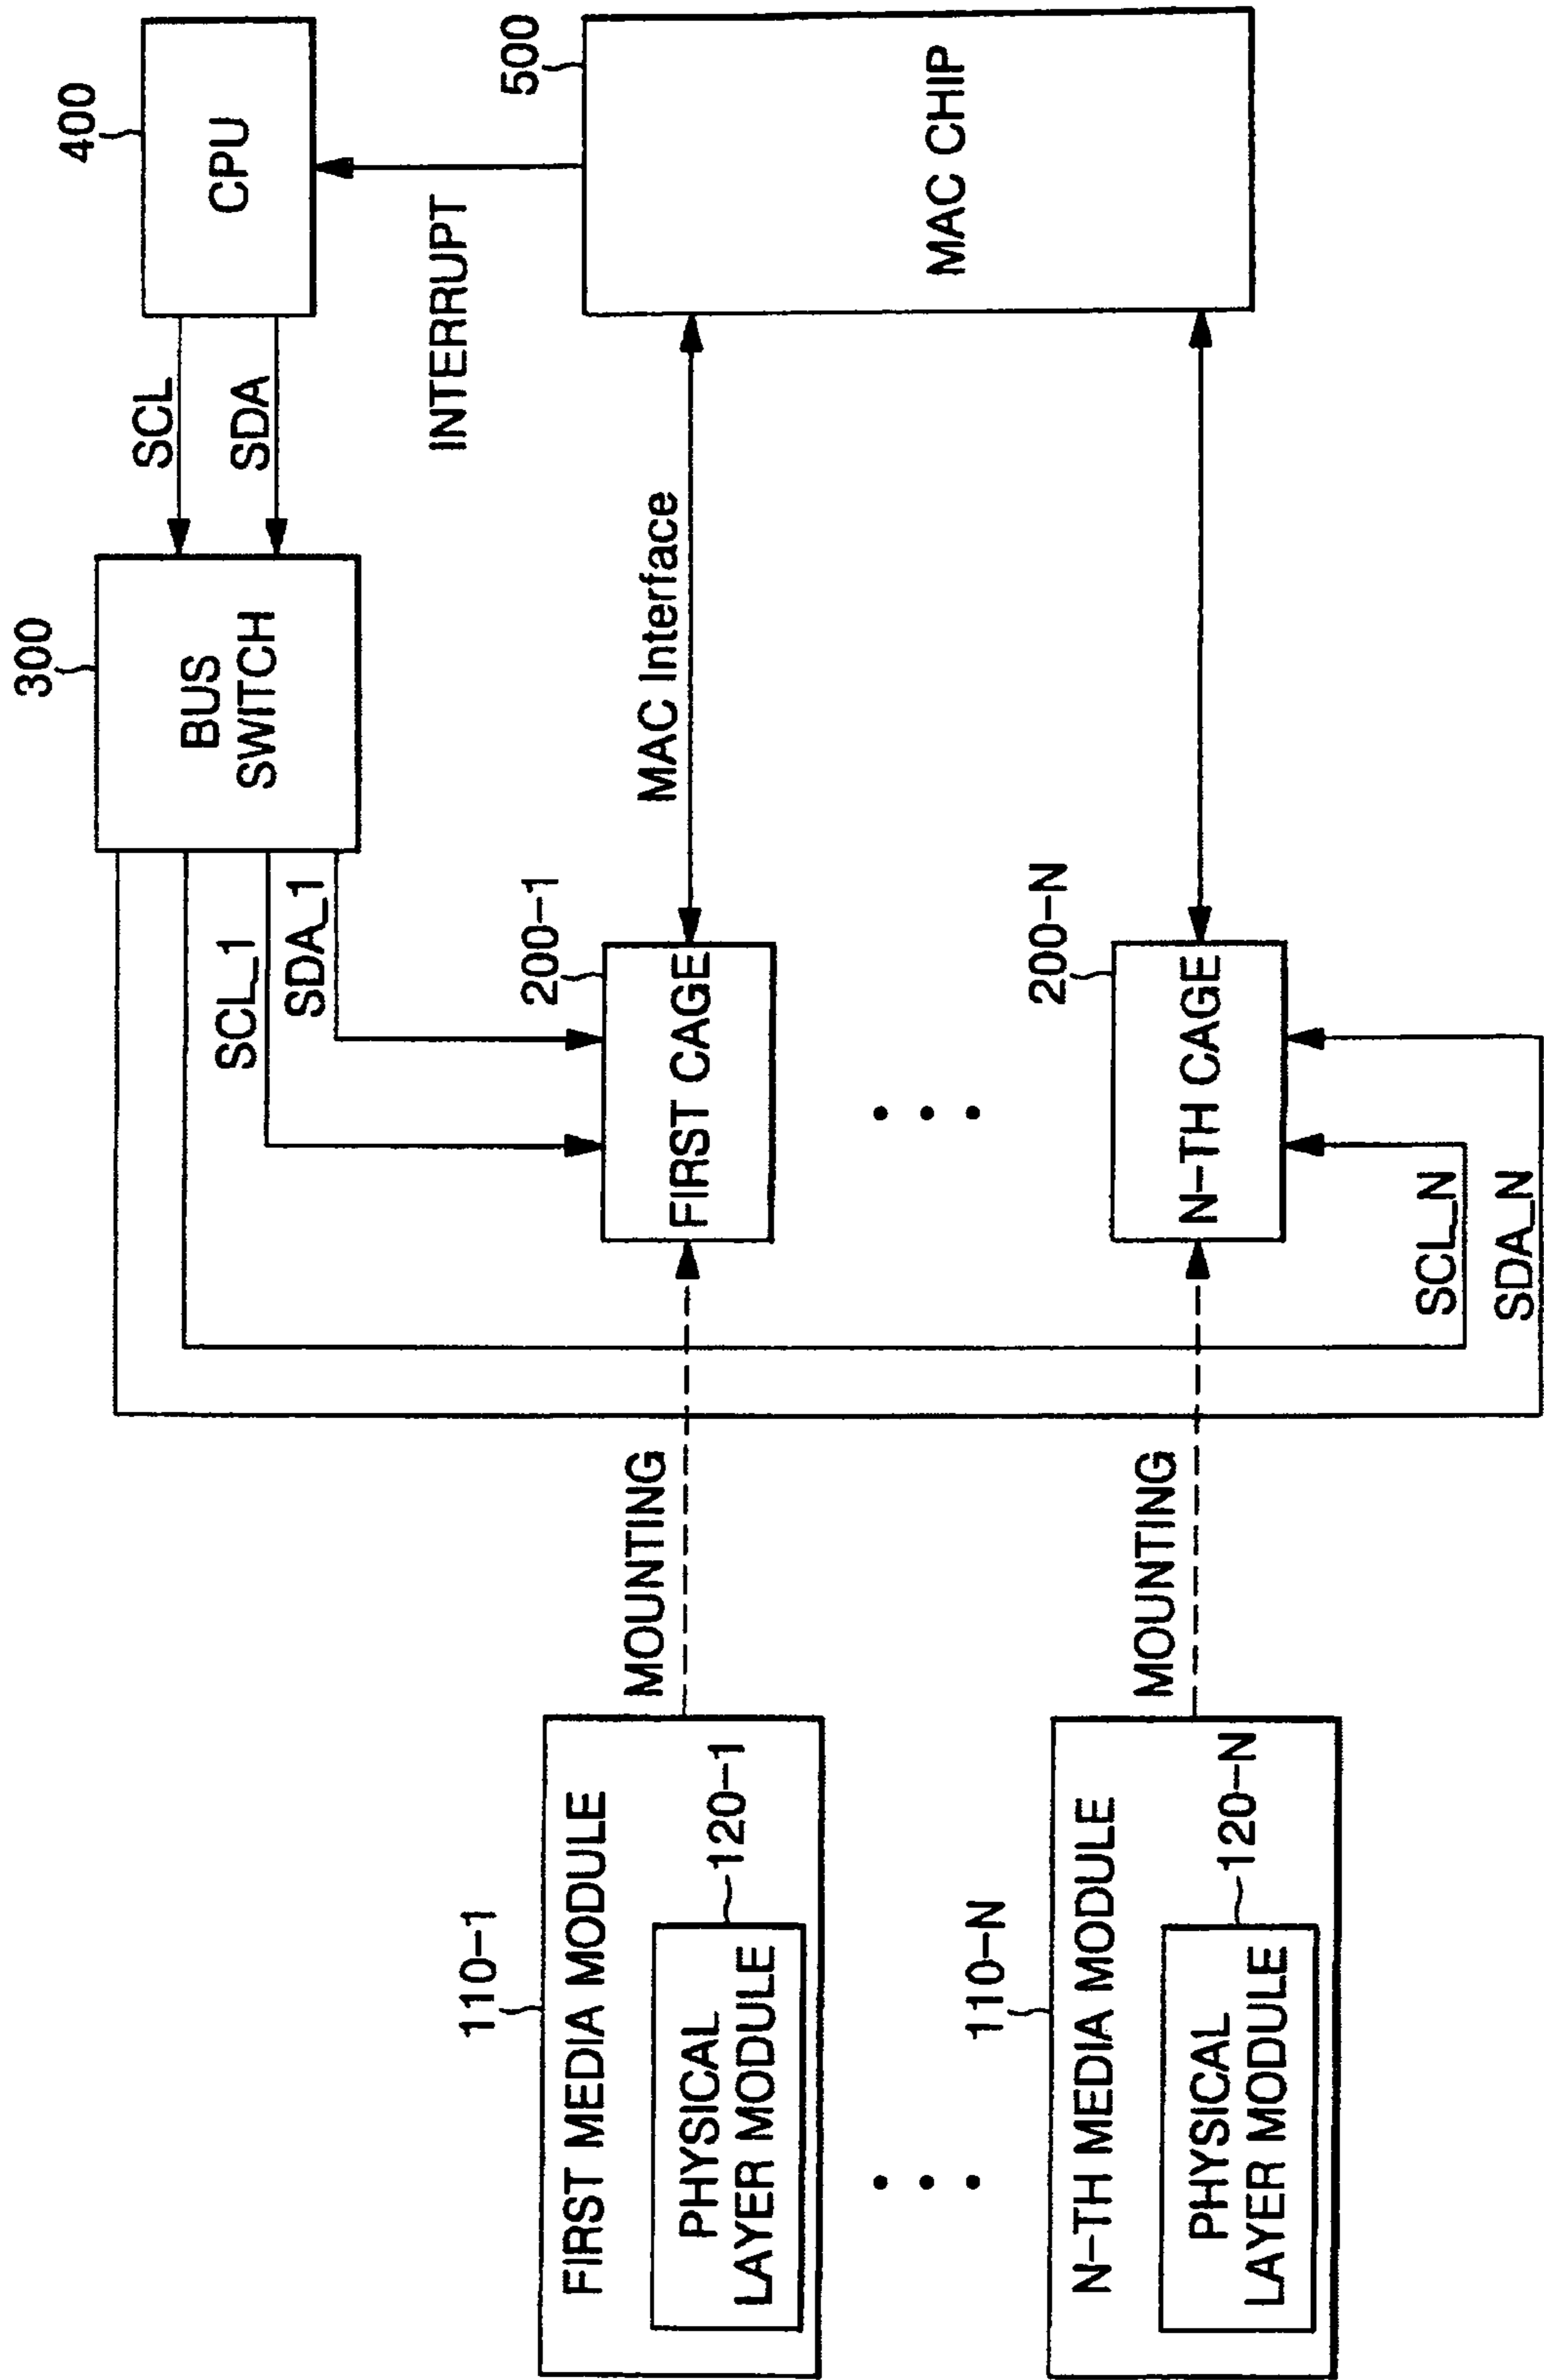 300
BUS
SWITCH
SCL
SDA
400
CPU
SCL_1
SDA_1
INTERRUPT
110-1
FIRST MEDIA MODULE
PHYSICAL
LAYER MODULE
120-1
MOUNTING
200-1
FIRST CAGE
MAC Interface
500
MAC CHIP
110-N
N-TH MEDIA MODULE
PHYSICAL
LAYER MODULE
120-N
MOUNTING
200-N
N-TH CAGE
SCL_N
SDA_N